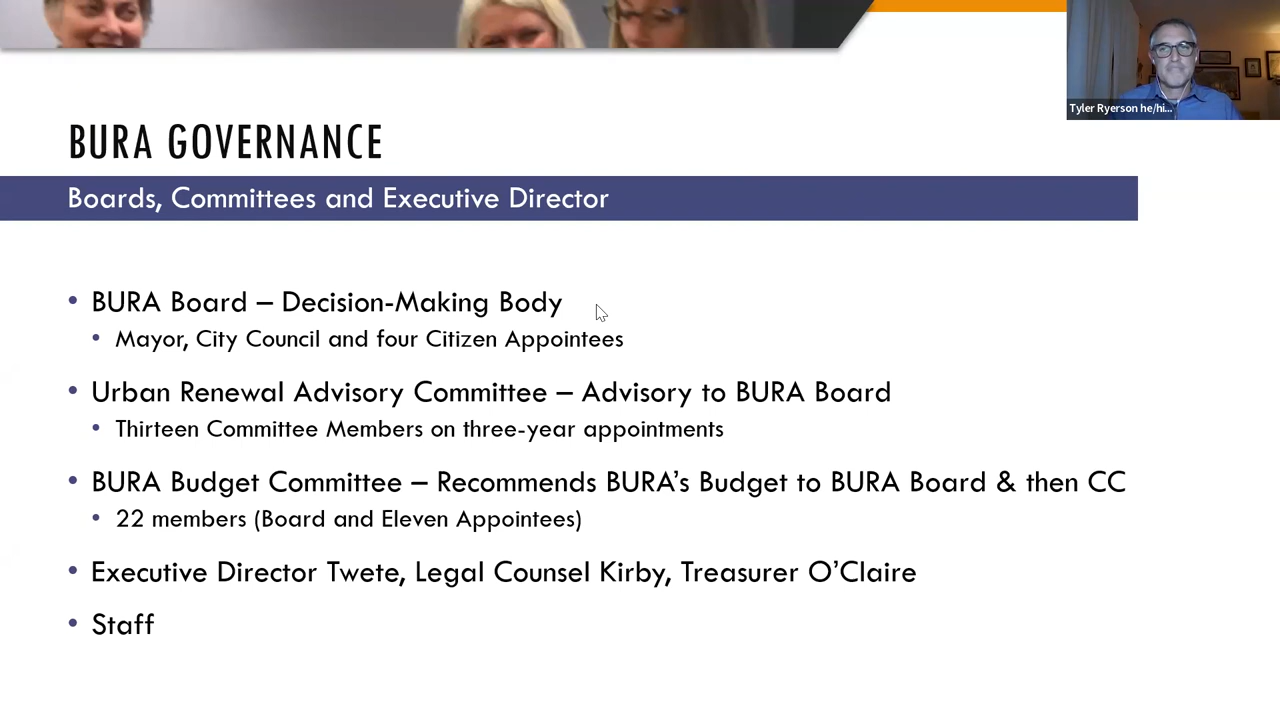 Tyler Ryerson he/hi...
BURA GOVERNANCE
Boards, Committees and Executive Director
• BURA Board – Decision-Making Body
• Mayor, City Council and four Citizen Appointees
• Urban Renewal Advisory Committee – Advisory to BURA Board
• Thirteen Committee Members on three-year appointments
• BURA Budget Committee – Recommends BURA’s Budget to BURA Board & then CC
• 22 members (Board and Eleven Appointees)
• Executive Director Twete, Legal Counsel Kirby, Treasurer O’Claire
• Staff